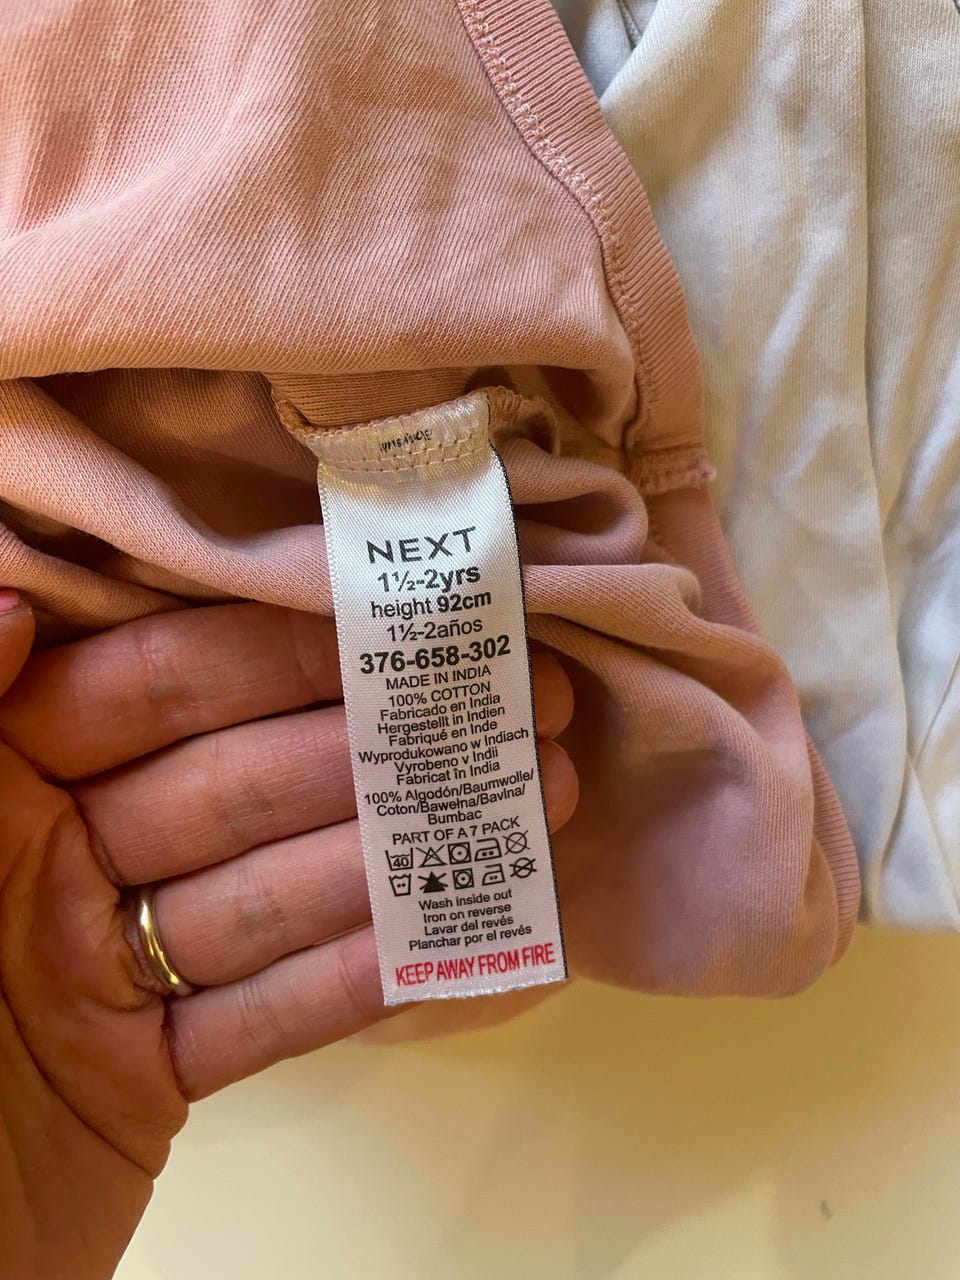 NEXT
1½-2yrs
height 92cm
1½-2años
376-658-302
MADE IN INDIA
100% COTTON
Fabricado en India
Hergestellt in Indien
Fabriqué en Inde
Wyprodukowano w Indiach
Vyrobeno v Indii
Fabricat în India
100% Algodón/Baumwolle/
Coton/Bawełna/Bavlna/
Bumbac
PART OF A 7 PACK
40
Wash inside out
Iron on reverse
Lavar del revés
Planchar por el revés
KEEP AWAY FROM FIRE